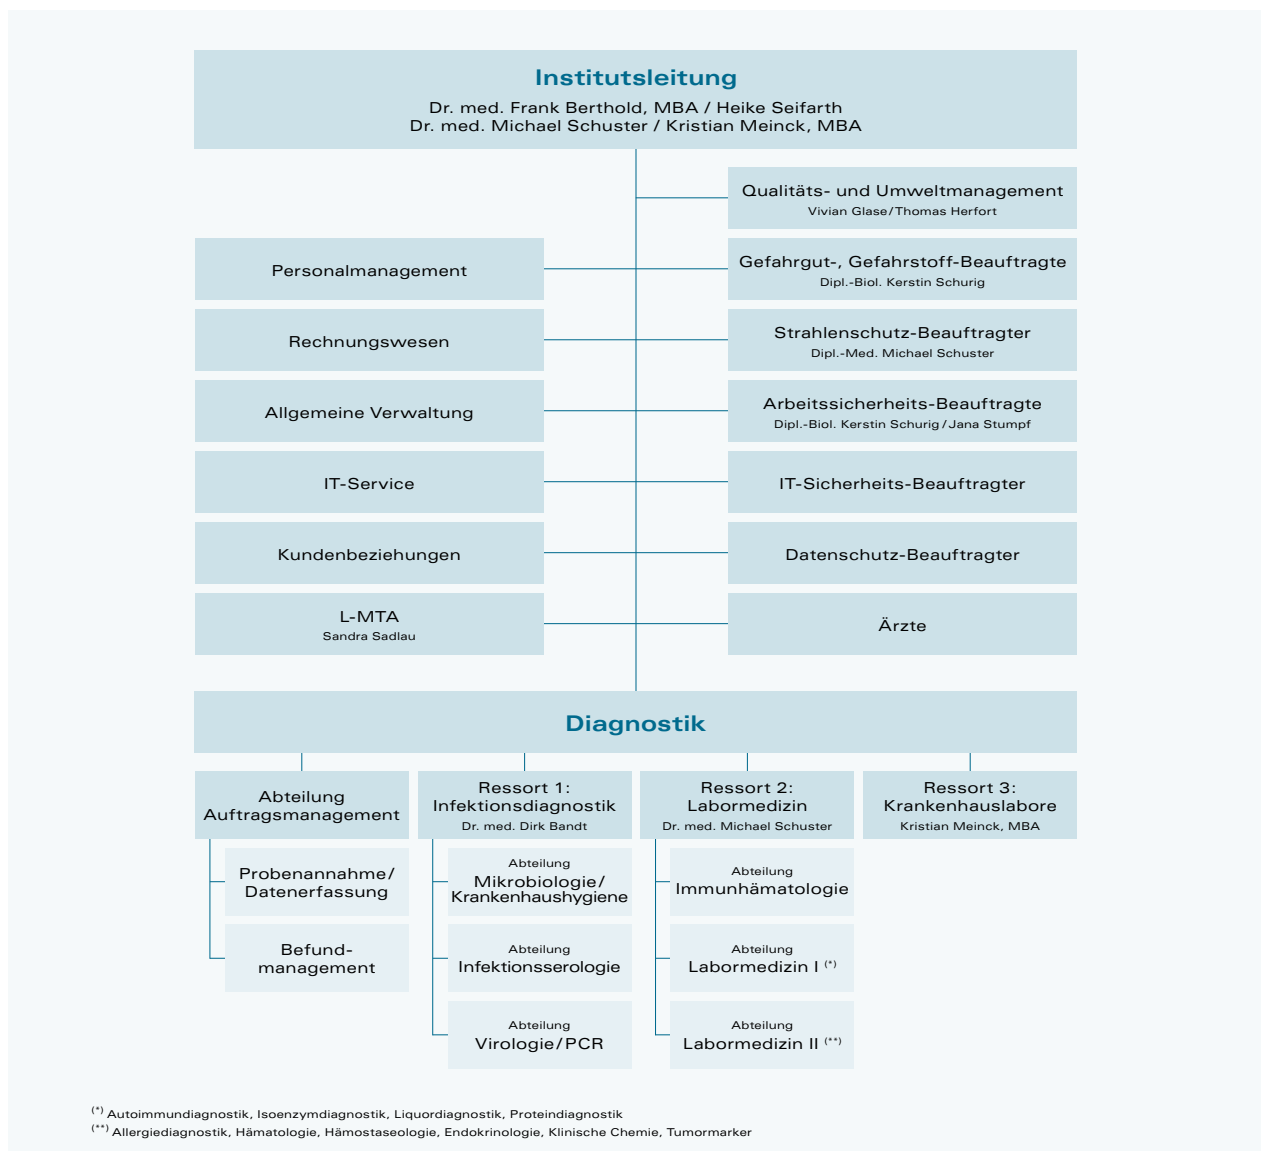 Institutsleitung
Dr. med. Frank Berthold, MBA / Heike Seifarth
Dr. med. Michael Schuster / Kristian Meinck, MBA
Qualitäts- und Umweltmanagement
Vivian Glase/Thomas Herfort
Personalmanagement
Gefahrgut-, Gefahrstoff-Beauftragte
Dipl.-Biol. Kerstin Schurig
Rechnungswesen
Strahlenschutz-Beauftragter
Dipl.-Med. Michael Schuster
Allgemeine Verwaltung
Arbeitssicherheits-Beauftragte
Dipl.-Biol. Kerstin Schurig/Jana Stumpf
IT-Service
IT-Sicherheits-Beauftragter
Kundenbeziehungen
Datenschutz-Beauftragter
L-MTA
Sandra Sadlau
Ärzte
Diagnostik
Abteilung
Auftragsmanagement
Probenannahme/
Datenerfassung
Befund-
management
Ressort 1:
Infektionsdiagnostik
Dr. med. Dirk Bandt
Abteilung
Mikrobiologie/
Krankenhaushygiene
Abteilung
Infektionsserologie
Abteilung
Virologie/PCR
Ressort 2:
Labormedizin
Dr. med. Michael Schuster
Abteilung
Immunhämatologie
Abteilung
Labormedizin I (*)
Abteilung
Labormedizin II (**)
Ressort 3:
Krankenhauslabore
Kristian Meinck, MBA
(*) Autoimmundiagnostik, Isoenzymdiagnostik, Liquordiagnostik, Proteindiagnostik
(**) Allergiediagnostik, Hämatologie, Hämostaseologie, Endokrinologie, Klinische Chemie, Tumormarker